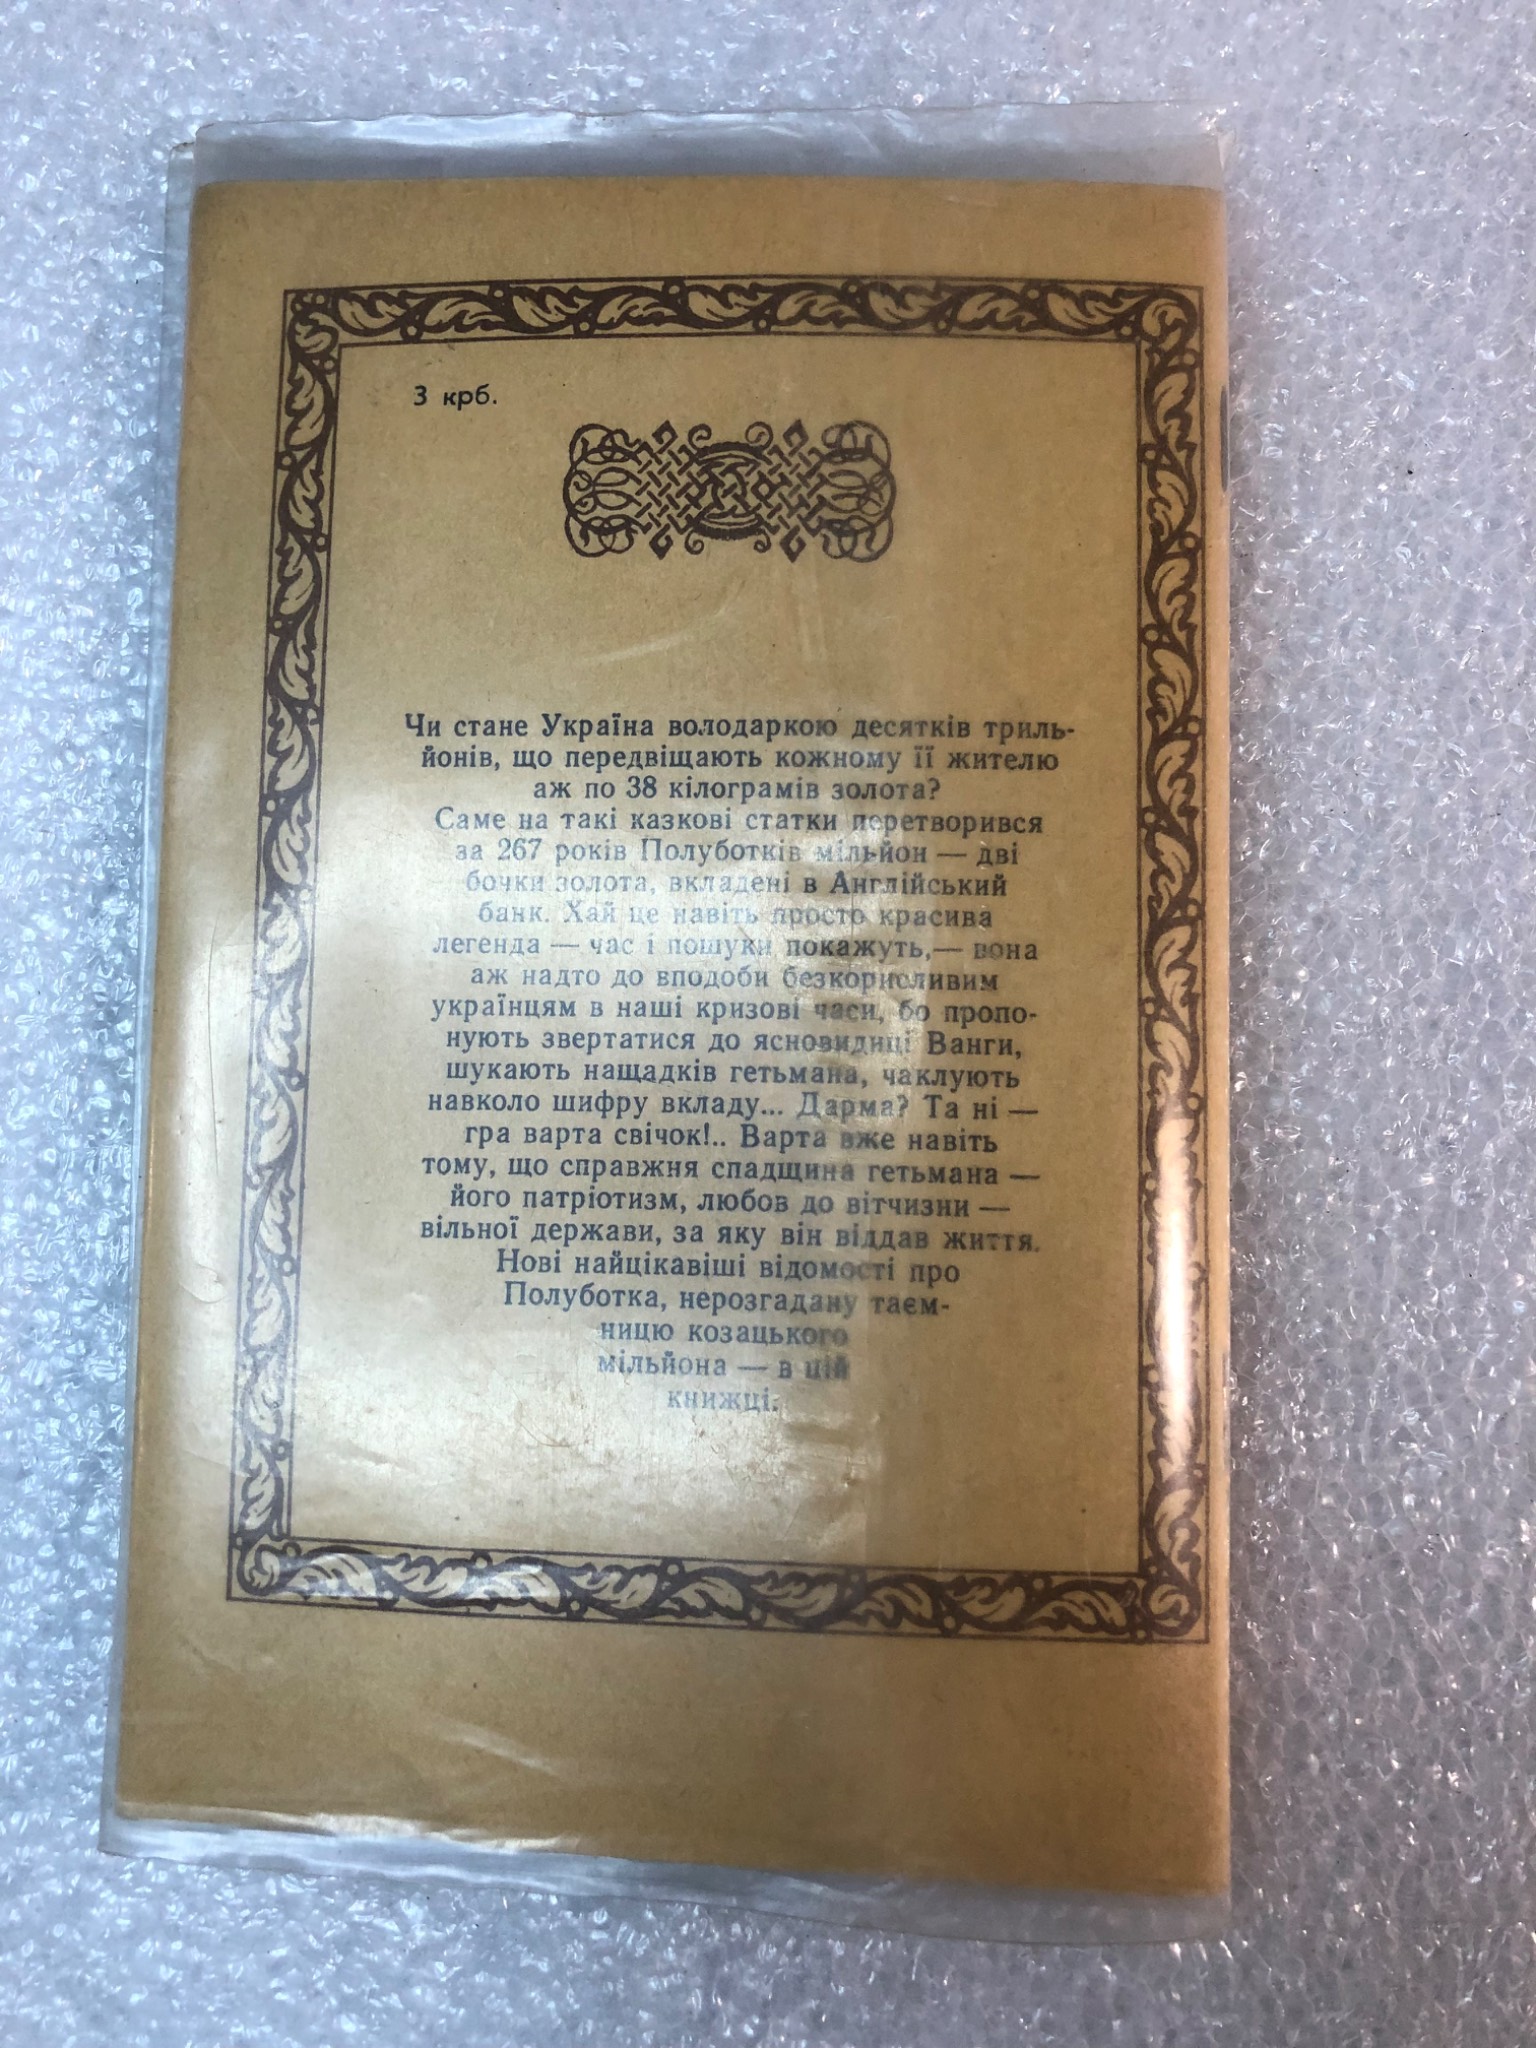 3 крб.
Чи стане Україна володаркою десятків триль-
йонів, що передвіщають кожному її жителю
аж по 38 кілограмів золота?
Саме на такі казкові статки перетворився
за 267 років Полуботків мільйон — дві
бочки золота, вкладені в Англійський
банк. Хай це навіть просто красива
легенда — час і пошуки покажуть,— вона
аж надто до вподоби безкорисливим
українцям в наші кризові часи, бо пропо-
нують звертатися до ясновидиці Ванги,
шукають нащадків гетьмана, чаклують
навколо шифру вкладу... Дарма? Та ні —
гра варта свічок!.. Варта вже навіть
тому, що справжня спадщина гетьмана —
його патріотизм, любов до вітчизни —
вільної держави, за яку він віддав життя.
Нові найцікавіші відомості про
Полуботка, нерозгадану таєм-
ницю козацького
мільйона — в цій
книжці.